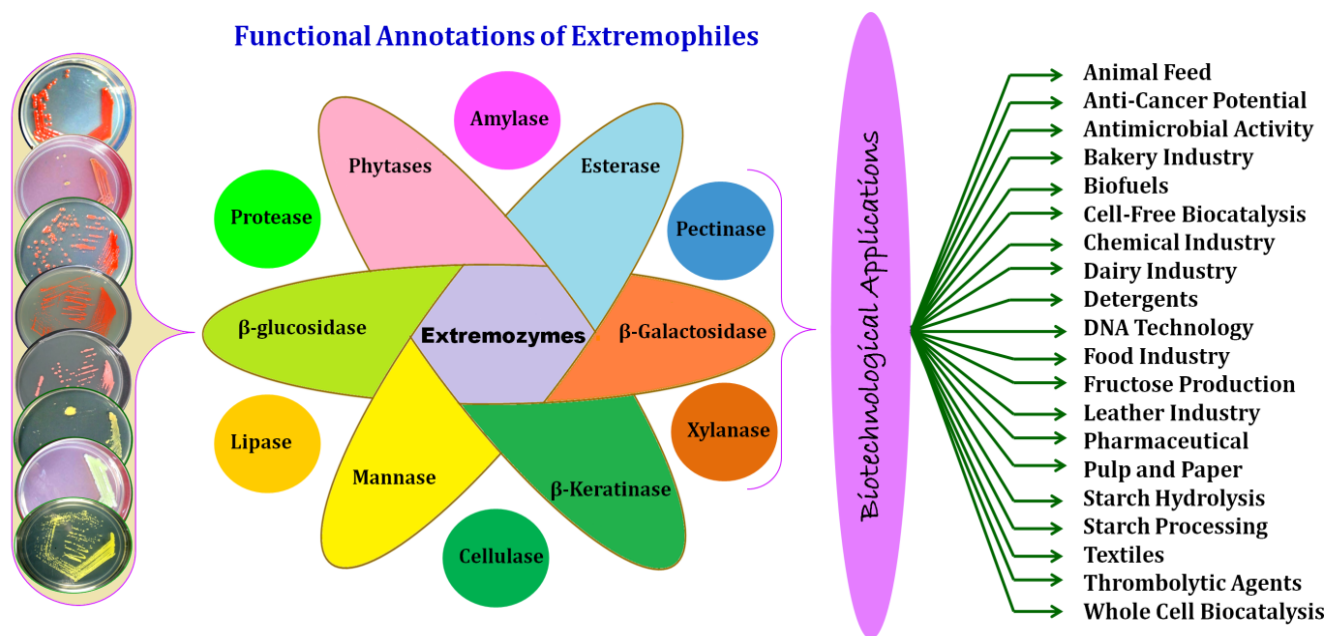 Functional Annotations of Extremophiles
Amylase
Phytases
Esterase
Protease
Pectinase
β-glucosidase
Extremozymes
β-Galactosidase
Lipase
Xylanase
Mannase
β-Keratinase
Cellulase
Biotechnological Applications
Animal Feed
Anti-Cancer Potential
Antimicrobial Activity
Bakery Industry
Biofuels
Cell-Free Biocatalysis
Chemical Industry
Dairy Industry
Detergents
DNA Technology
Food Industry
Fructose Production
Leather Industry
Pharmaceutical
Pulp and Paper
Starch Hydrolysis
Starch Processing
Textiles
Thrombolytic Agents
Whole Cell Biocatalysis